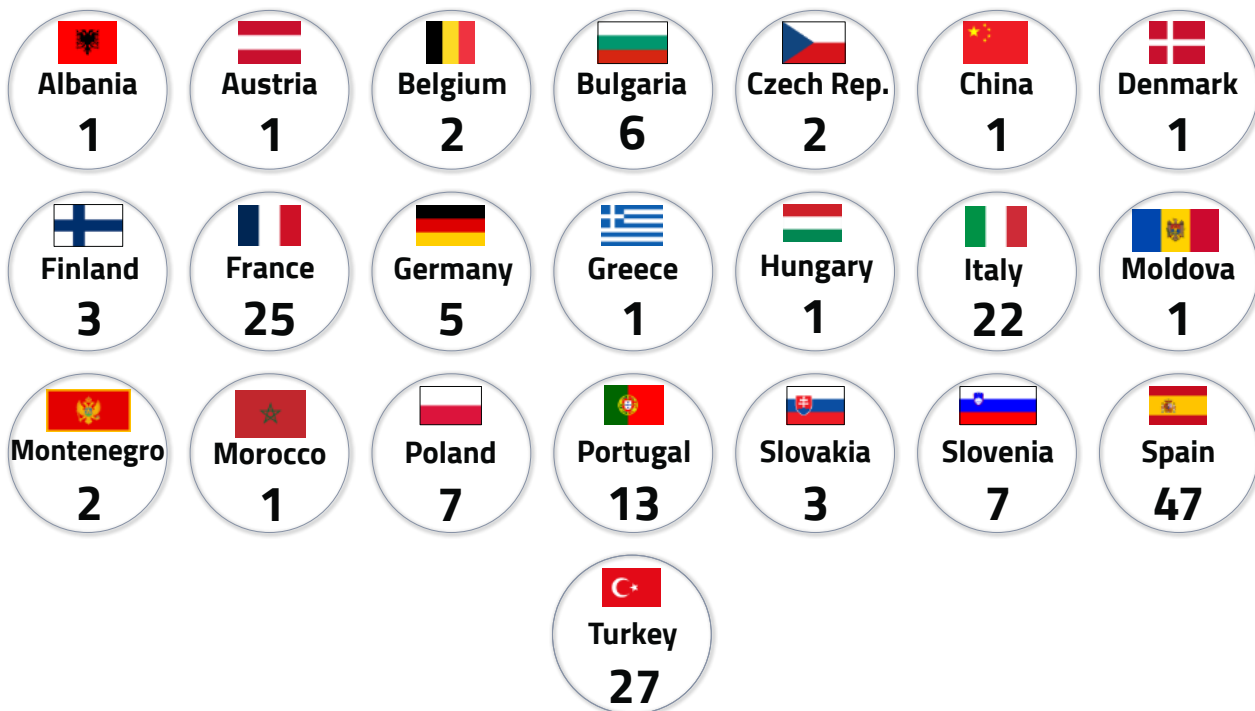 Albania
1
Austria
1
Belgium
2
Bulgaria
6
Czech Rep.
2
China
1
Denmark
1
Finland
3
France
25
Germany
5
Greece
1
Hungary
1
Italy
22
Moldova
1
Montenegro
2
Morocco
1
Poland
7
Portugal
13
Slovakia
3
Slovenia
7
Spain
47
Turkey
27